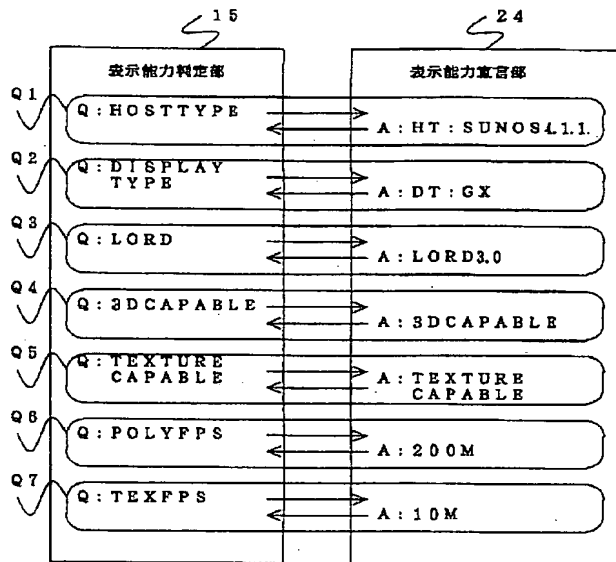 15
24
表示能力判定部
表示能力宣言部
Q1
Q:HOSTTYPE
A:HT:SUNOS4.1.1.
Q2
Q:DISPLAY
TYPE
A:DT:GX
Q3
Q:LORD
A:LORD3.0
Q4
Q:3DCAPABLE
A:3DCAPABLE
Q5
Q:TEXTURE
CAPABLE
A:TEXTURE
CAPABLE
Q6
Q:POLYFPS
A:200M
Q7
Q:TEXFPS
A:10M